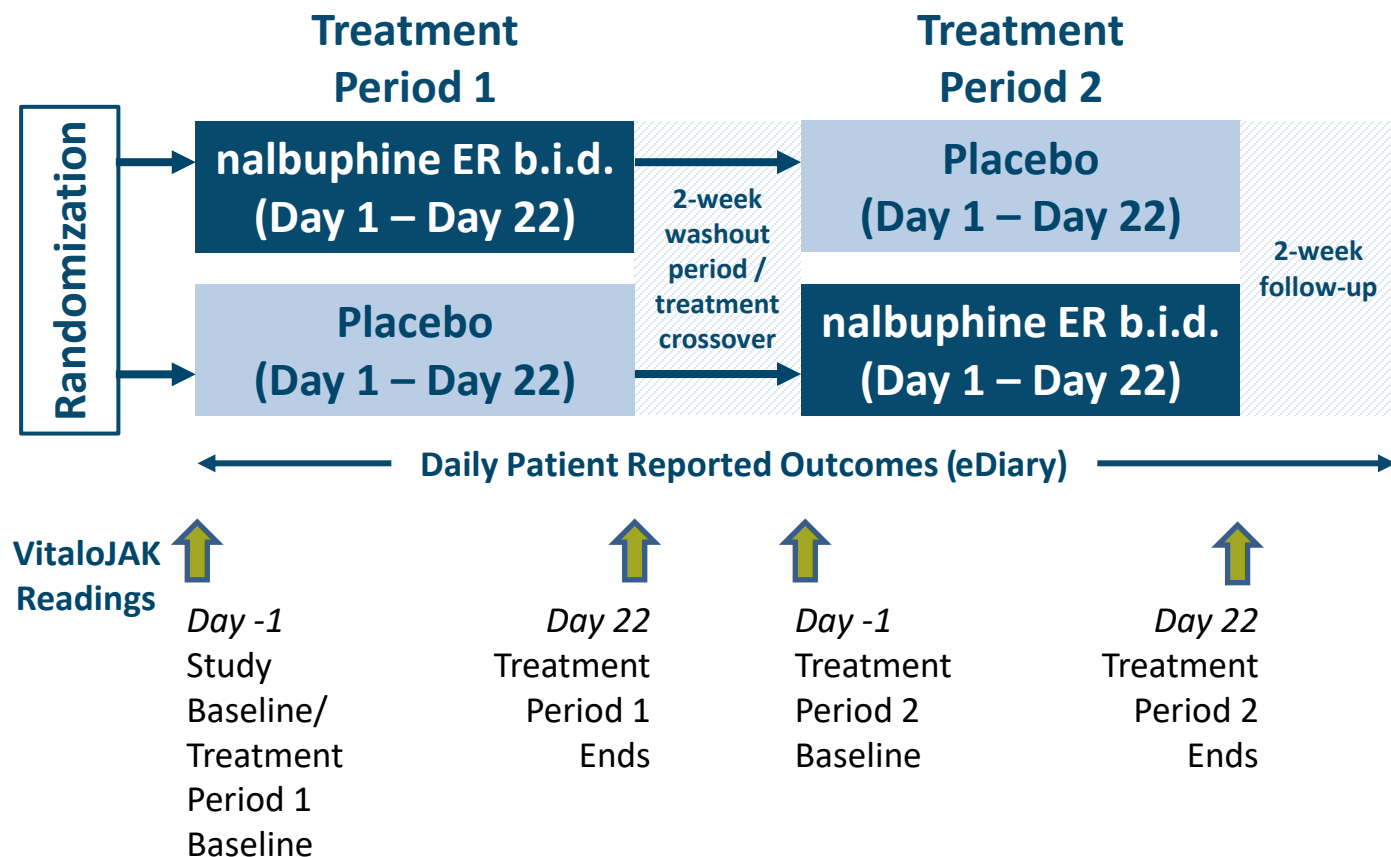 Treatment
Period 1
Treatment
Period 2
Randomization
nalbuphine ER b.i.d.
(Day 1 – Day 22)
2-week
washout
period /
treatment
crossover
Placebo
(Day 1 – Day 22)
2-week
follow-up
Placebo
(Day 1 – Day 22)
nalbuphine ER b.i.d.
(Day 1 – Day 22)
Daily Patient Reported Outcomes (eDiary)
VitaloJAK
Readings
Day -1
Study
Baseline/
Treatment
Period 1
Baseline
Day 22
Treatment
Period 1
Ends
Day -1
Treatment
Period 2
Baseline
Day 22
Treatment
Period 2
Ends